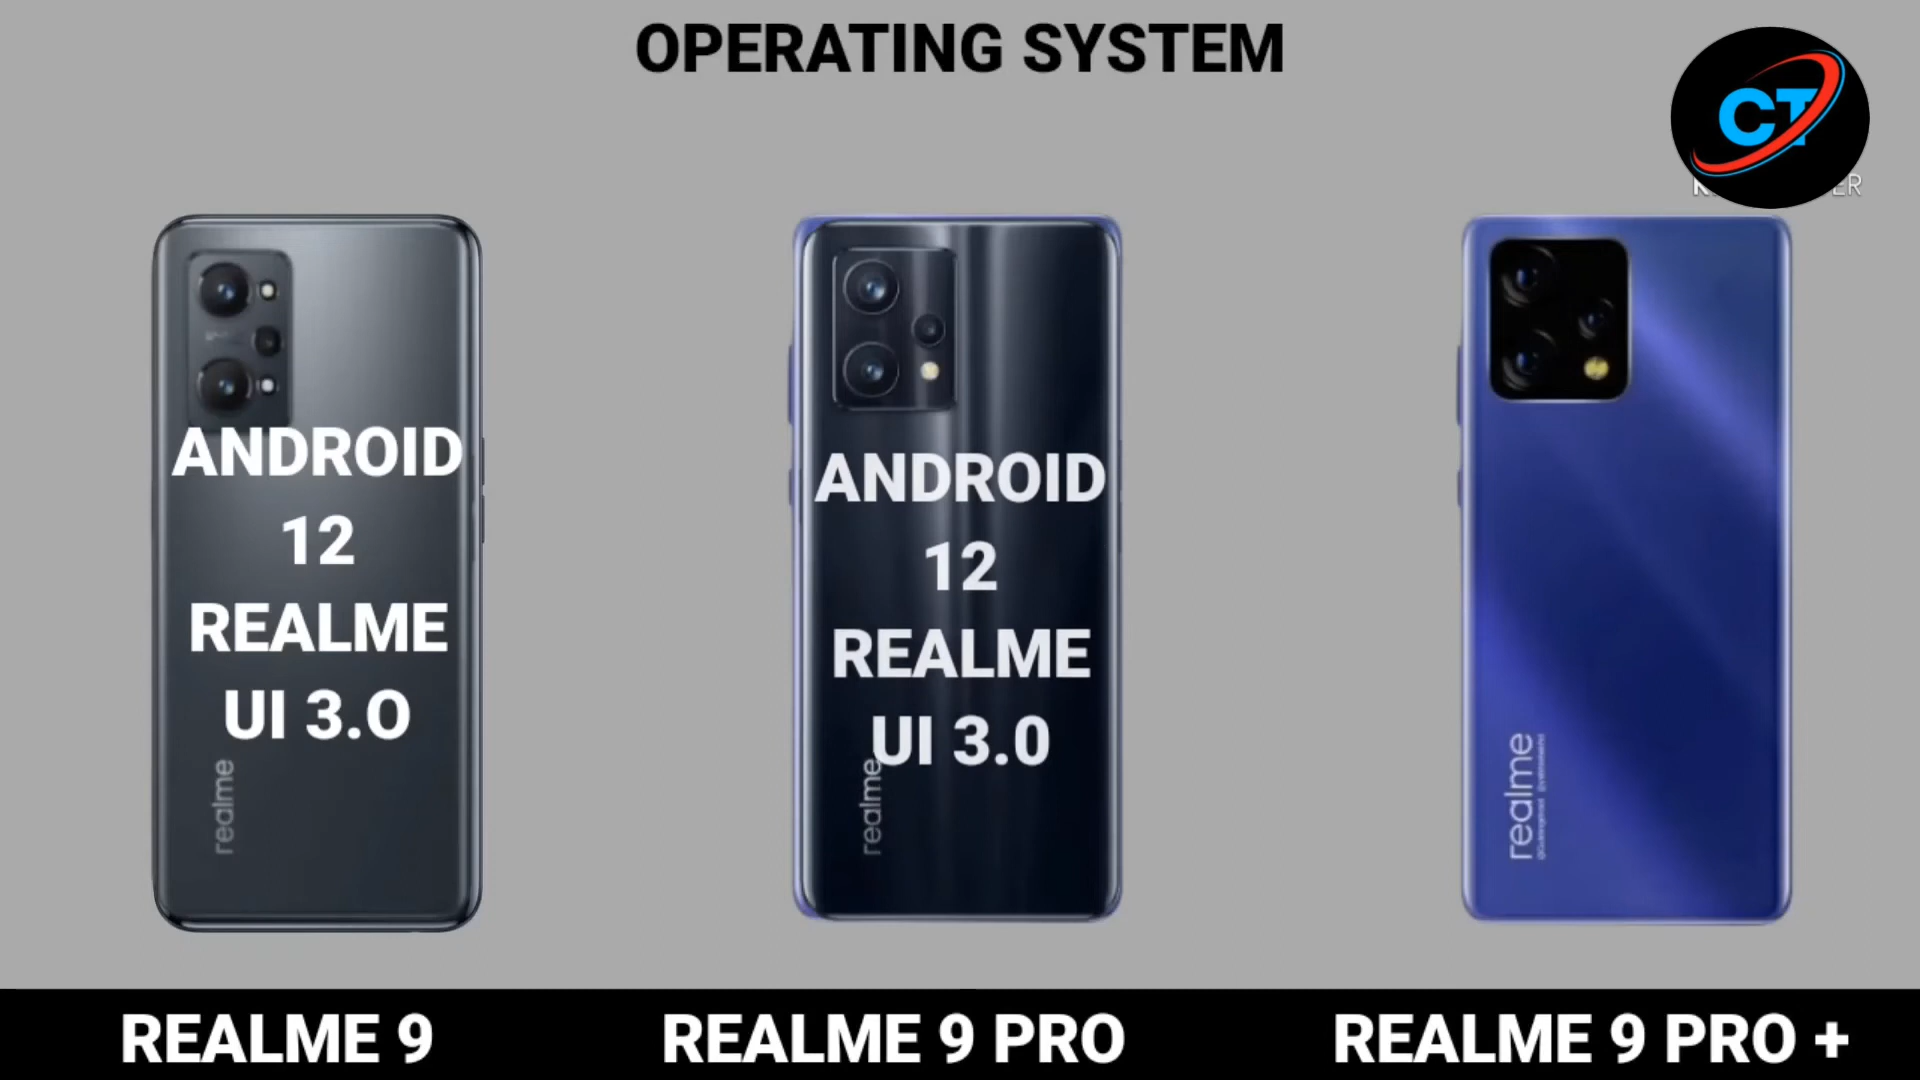 OPERATING SYSTEM
CT
ER
ANDROID
12
REALME
UI 3.O
realme
ANDROID
12
REALME
UI 3.0
realme
realme
REALME 9
REALME 9 PRO
REALME 9 PRO +